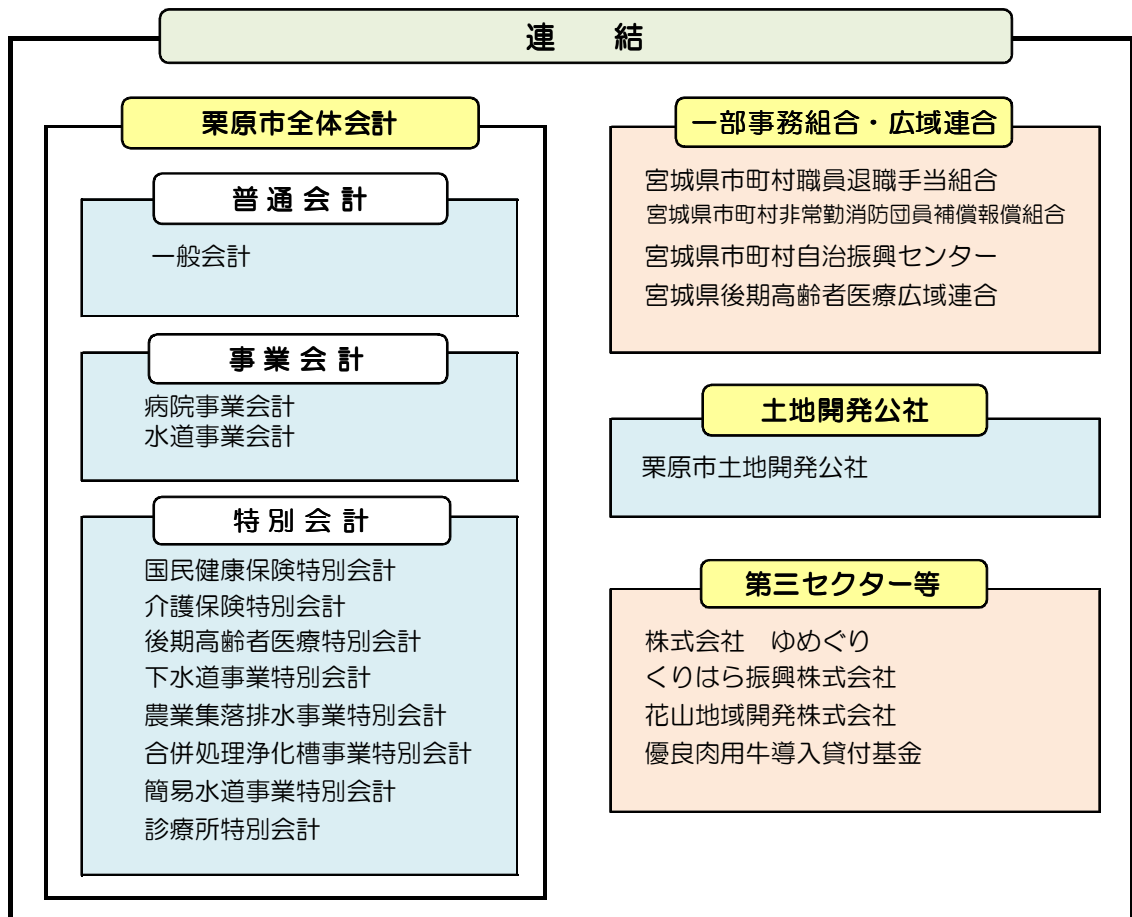 連　結
栗原市全体会計
普通会計
一般会計
事業会計
病院事業会計
水道事業会計
特別会計
国民健康保険特別会計
介護保険特別会計
後期高齢者医療特別会計
下水道事業特別会計
農業集落排水事業特別会計
合併処理浄化槽事業特別会計
簡易水道事業特別会計
診療所特別会計
一部事務組合・広域連合
宮城県市町村職員退職手当組合
宮城県市町村非常勤消防団員補償報償組合
宮城県市町村自治振興センター
宮城県後期高齢者医療広域連合
土地開発公社
栗原市土地開発公社
第三セクター等
株式会社　ゆめぐり
くりはら振興株式会社
花山地域開発株式会社
優良肉用牛導入貸付基金